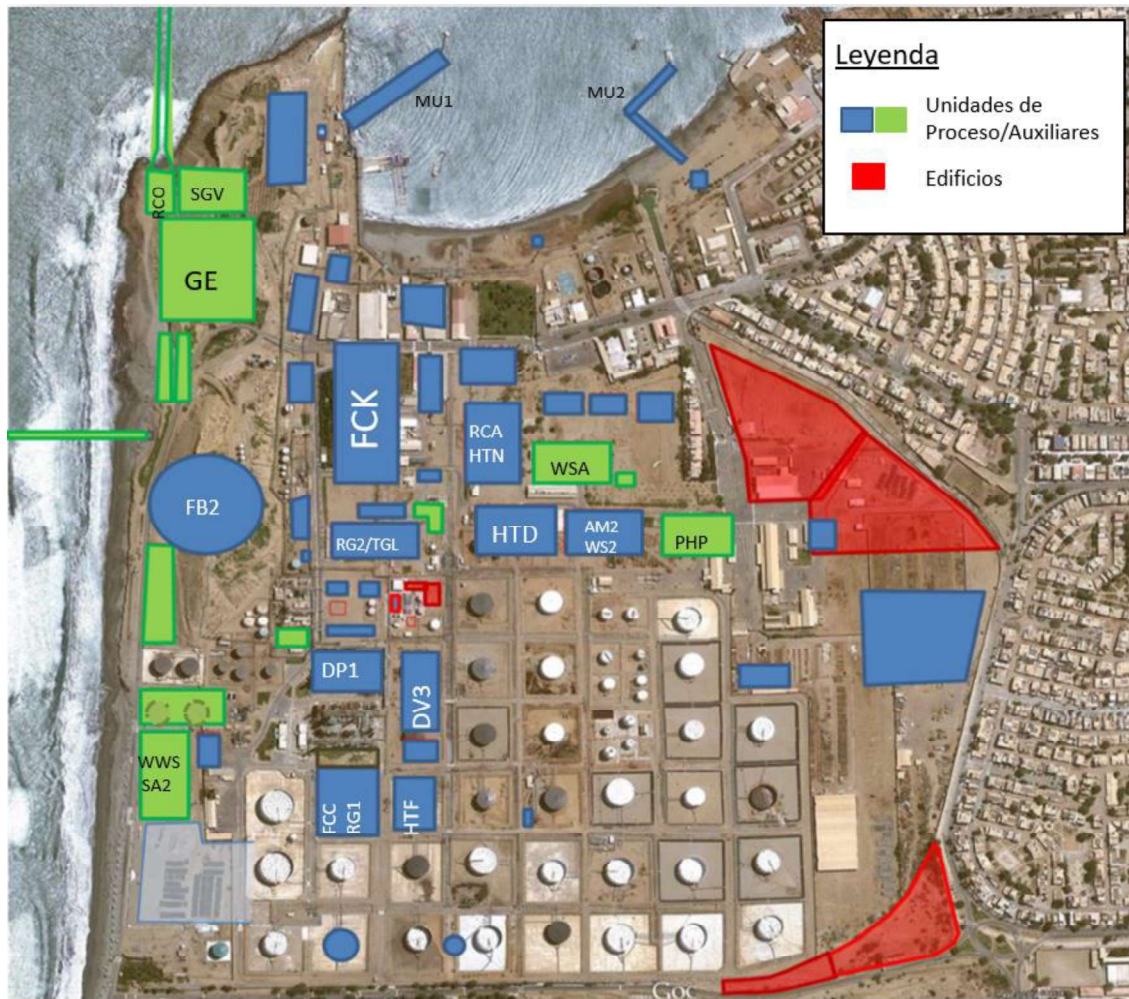 Leyenda
Unidades de
Proceso/Auxiliares
Edificios
MU1
MU2
RCO
SGV
GE
FCK
RCA
HTN
WSA
FB2
RG2/TGL
HTD
AM2
WS2
PHP
DP1
DV3
WWS
SA2
FCC
RG1
HTF
Goo